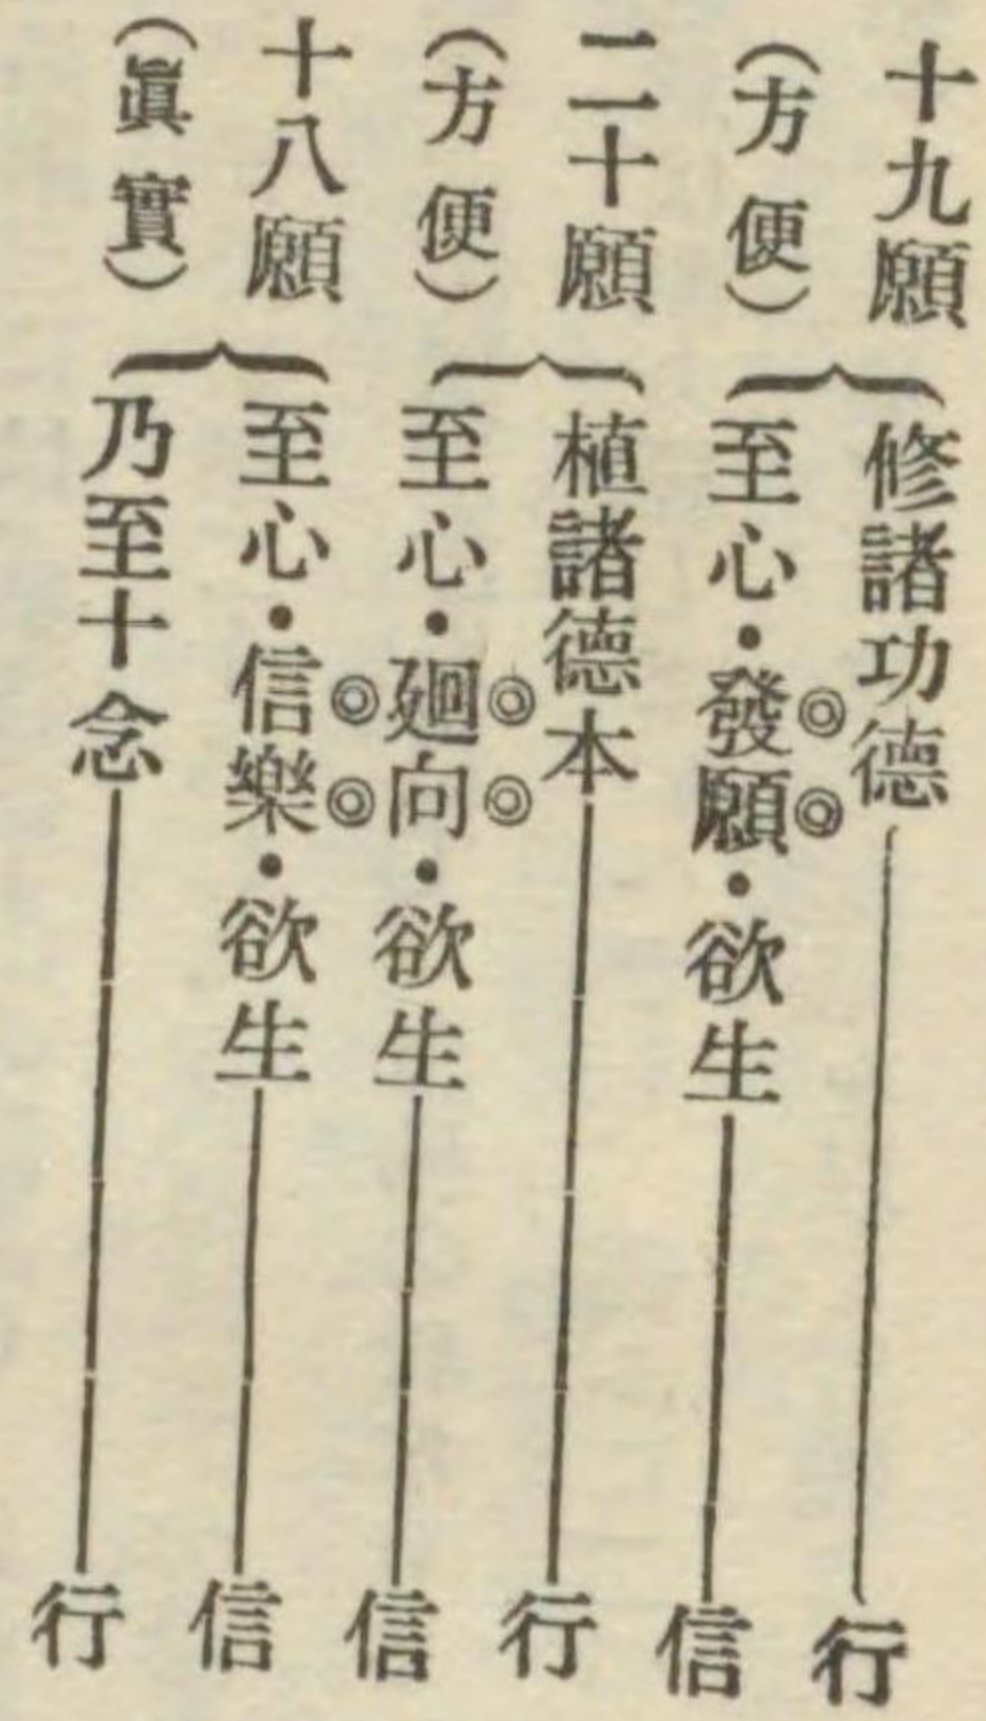 十九願
(方便)
修諸功德
行
至心・發願・欲生
◎◎
信
二十願
(方便)
植諸德本
行
至心・廻向・欲生
◎◎
信
十八願
(眞實)
至心・信樂・欲生
◎◎
信
乃至十念
行